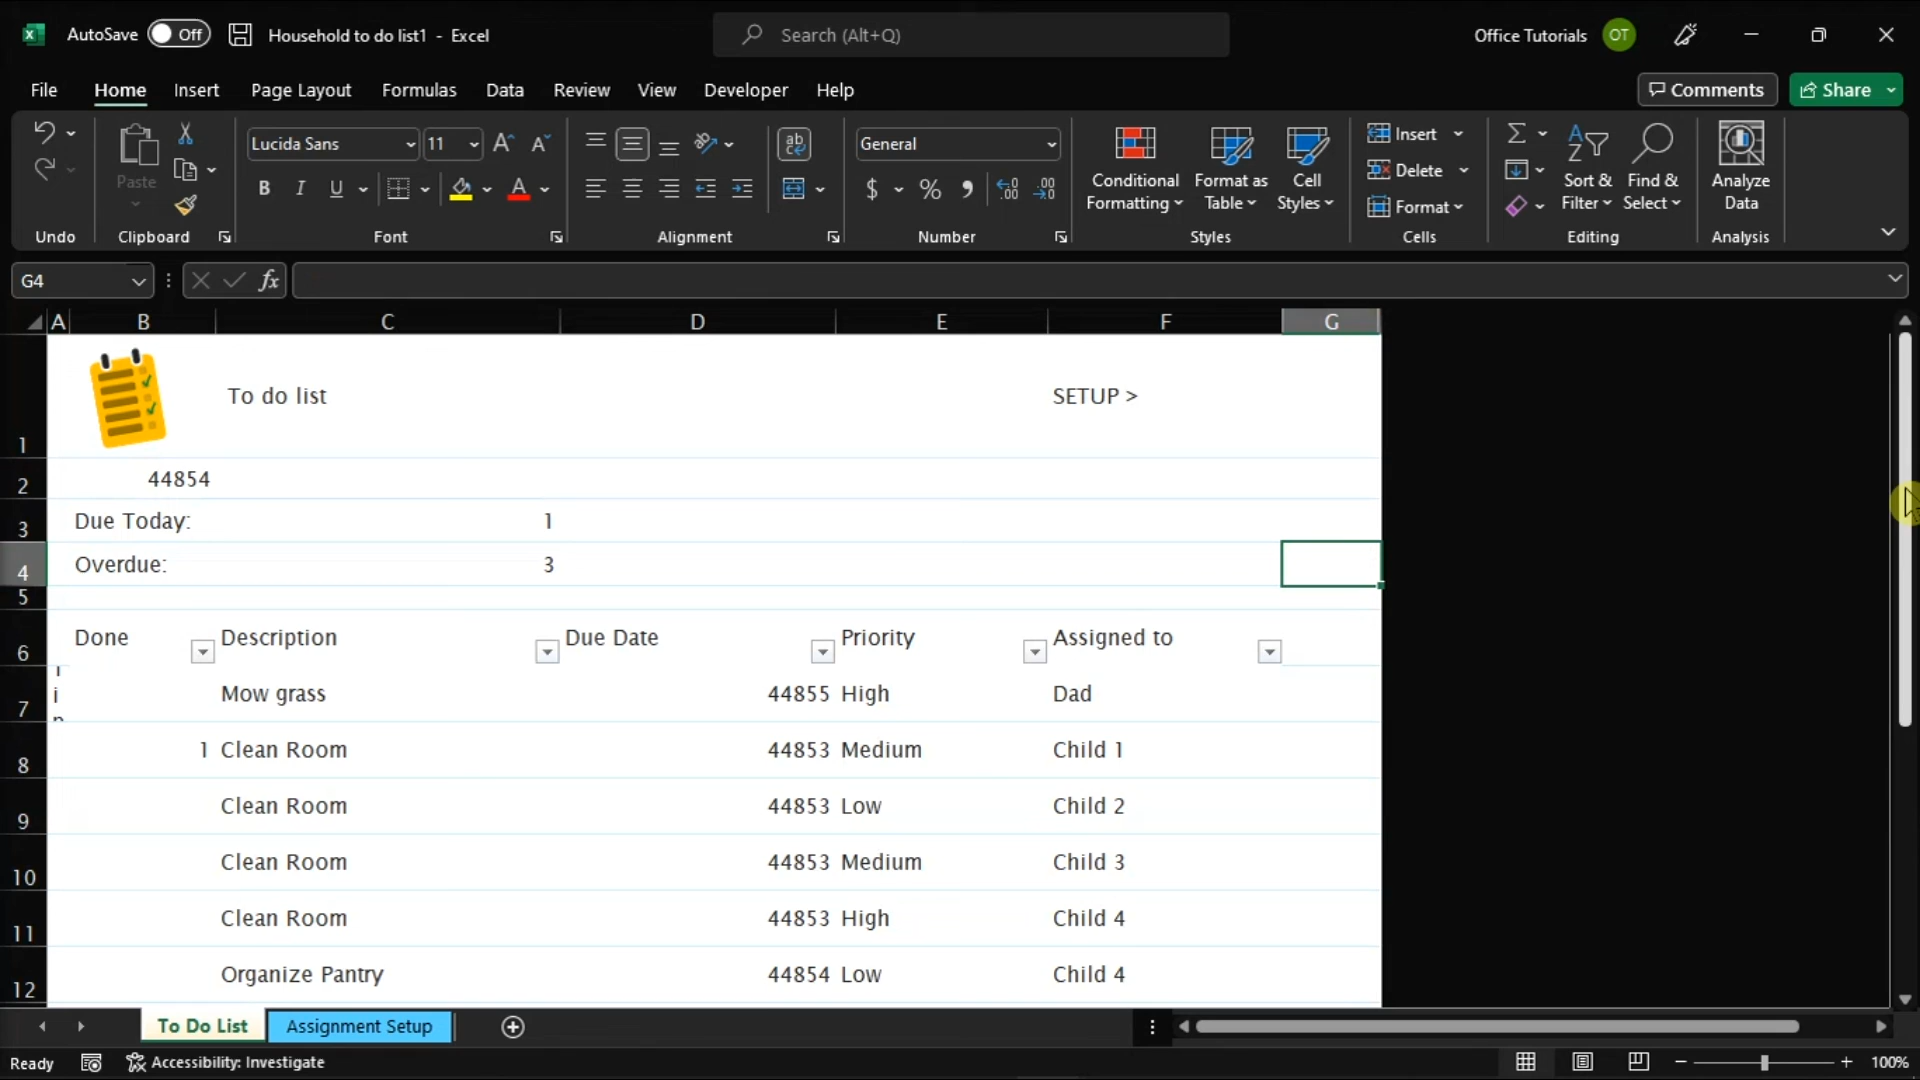 AutoSave Off Household to do list1 - Excel Search (Alt+Q) Office Tutorials OT
File Home Insert Page Layout Formulas Data Review View Developer Help Comments Share
Lucida Sans 11 ab General Insert
Paste Conditional Formatting Format as Table Cell Styles Delete Sort & Filter Find & Select Analyze Data
B I U A $ % Format
Undo Clipboard Font Alignment Number Styles Cells Editing Analysis
G4 fx
A B C D E F G
1 To do list SETUP >
2 44854
3 Due Today: 1
4 Overdue: 3
5
6 Done Description Due Date Priority Assigned to
7 Mow grass 44855 High Dad
8 1 Clean Room 44853 Medium Child 1
9 Clean Room 44853 Low Child 2
10 Clean Room 44853 Medium Child 3
11 Clean Room 44853 High Child 4
12 Organize Pantry 44854 Low Child 4
To Do List Assignment Setup
Ready Accessibility: Investigate 100%